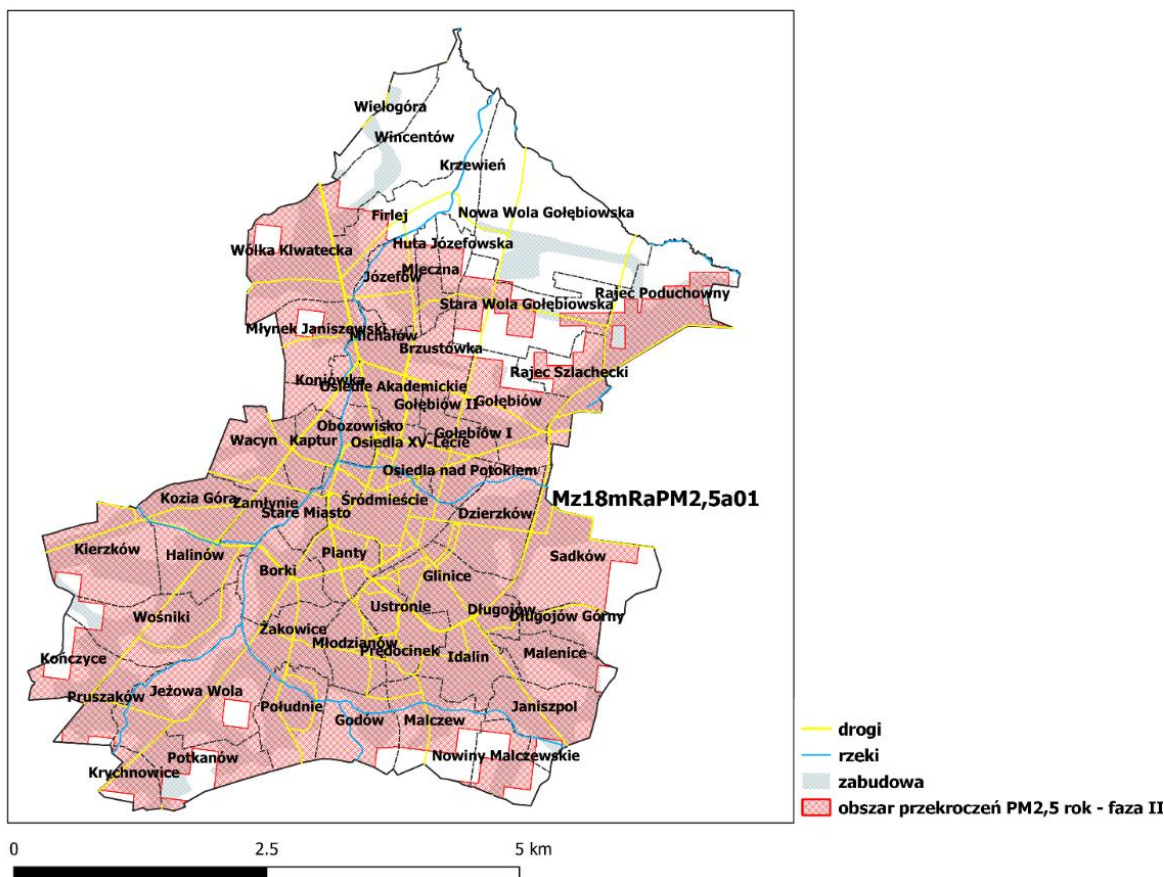 Wielogóra
Wincentów
Krzewień
Firlej
Nowa Wola Gołębiowska
Huta Józefowska
Wólka Klwatecka
Mleczna
Józefów
Rajec Poduchowny
Stara Wola Gołębiowska
Młynek Janiszewski
Michałów
Brzustówka
Rajec Szlachecki
Koniówka
Osiedle Akademickie
Gołębiów II
Gołębiów
Obozowisko
Gołębiów I
Wacyn
Kaptur
Osiedla XV-Lecie
Osiedla nad Potokiem
Mz18mRaPM2,5a01
Kozia Góra
Zamłynie
Śródmieście
Stare Miasto
Dzierzków
Kierzków
Halinów
Planty
Sadków
Borki
Glinice
Wośniki
Ustronie
Długojów
Długojów Górny
Żakowice
Młodzianów
Prędocinek
Idalin
Malenice
Kończyce
Pruszaków
Jeżowa Wola
Południe
Janiszpol
Godów
Malczew
Potkanów
Nowiny Malczewskie
Krychnowice
drogi
rzeki
zabudowa
obszar przekroczeń PM2,5 rok - faza II
0 2.5 5 km